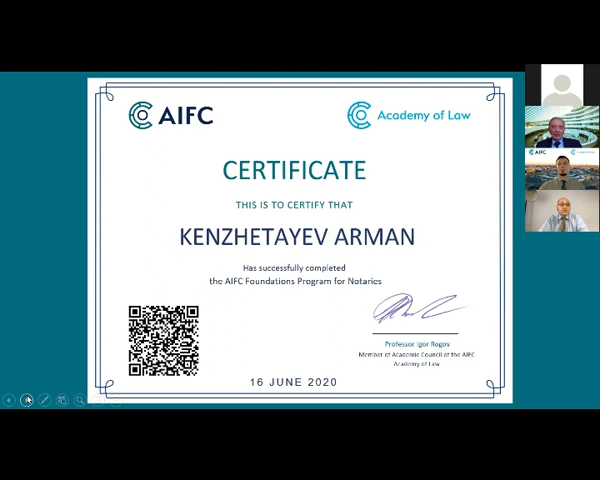 AIFC
Academy of Law
CERTIFICATE
THIS IS TO CERTIFY THAT
KENZHETAYEV ARMAN
Has successfully completed
the AIFC Foundations Program for Notaries
Professor Igor Rogov
Member of Academic Council of the AIFC
Academy of Law
16 JUNE 2020
AIFC